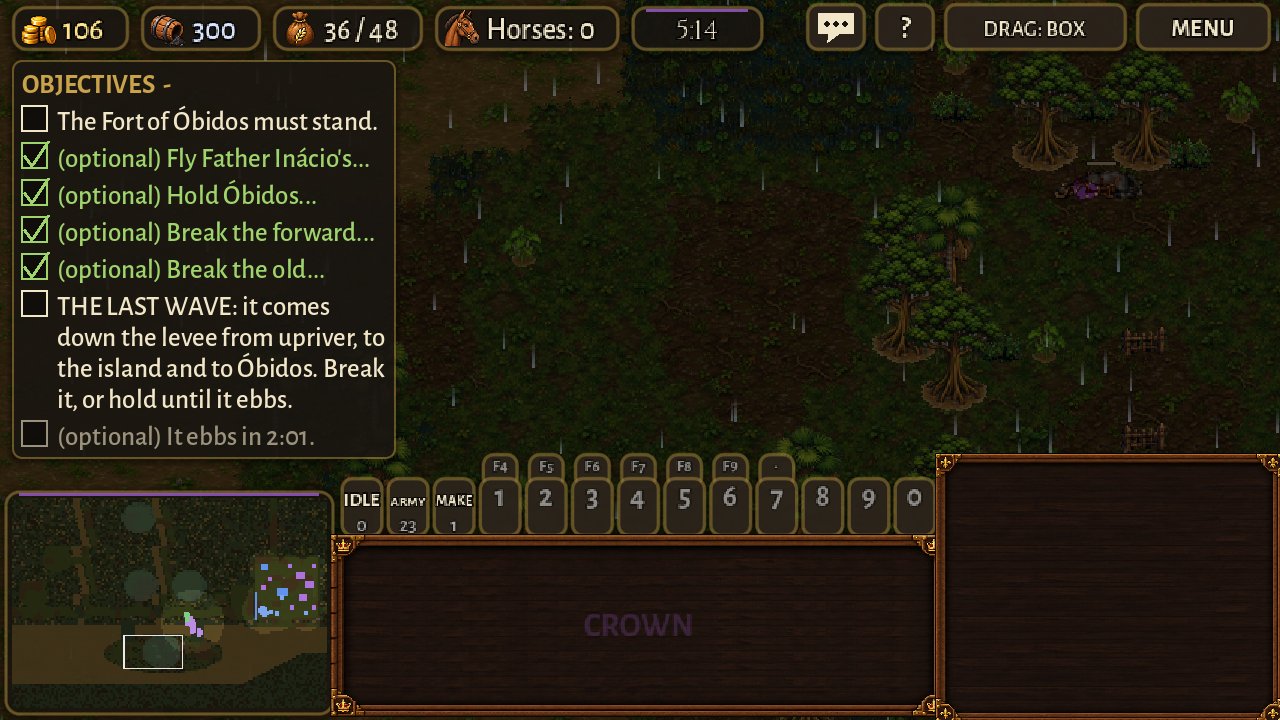 106
300
36 / 48
Horses: 0
5:14
?
DRAG: BOX
MENU
OBJECTIVES -
The Fort of Óbidos must stand.
(optional) Fly Father Inácio's...
(optional) Hold Óbidos...
(optional) Break the forward...
(optional) Break the old...
THE LAST WAVE: it comes
down the levee from upriver, to
the island and to Óbidos. Break
it, or hold until it ebbs.
(optional) It ebbs in 2:01.
F4 F5 F6 F7 F8 F9 .
IDLE ARMY MAKE 1 2 3 4 5 6 7 8 9 0
0 23 1
CROWN